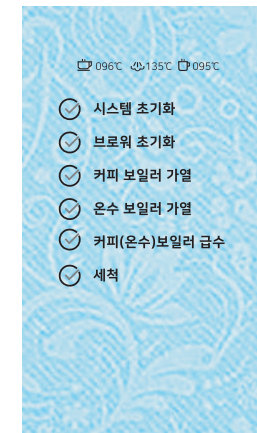 096℃ 135℃ 095℃
시스템 초기화
브로워 초기화
커피 보일러 가열
온수 보일러 가열
커피(온수)보일러 급수
세척